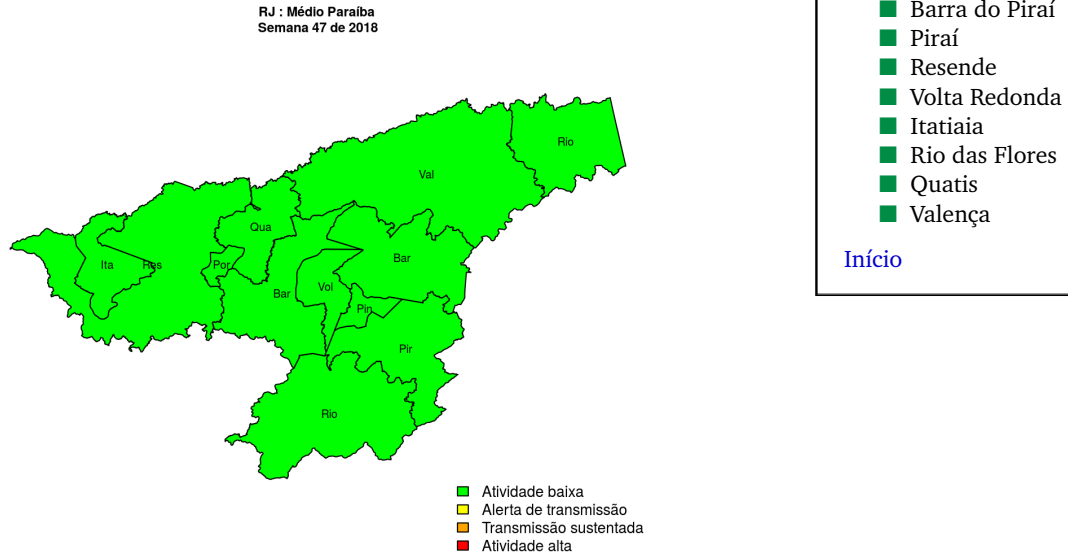 RJ : Médio Paraíba
Semana 47 de 2018
Rio
Val
Qua
Ita
Res
Por
Bar
Bar
Vol
Pin
Pir
Rio
Atividade baixa
Alerta de transmissão
Transmissão sustentada
Atividade alta
Barra do Piraí
Piraí
Resende
Volta Redonda
Itatiaia
Rio das Flores
Quatis
Valença
Início